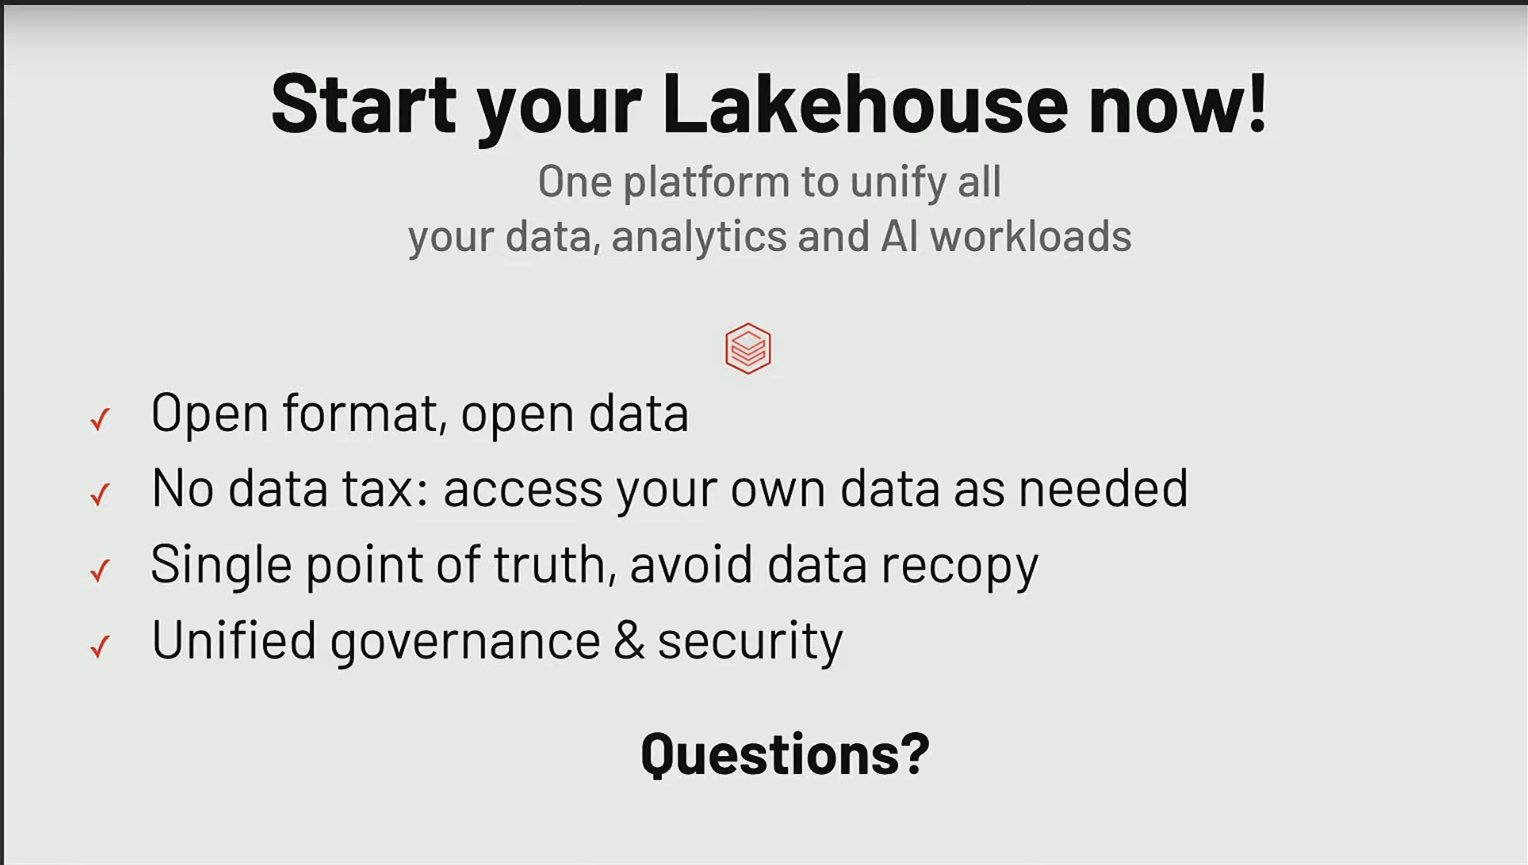 Start your Lakehouse now!
One platform to unify all
your data, analytics and AI workloads
✓ Open format, open data
✓ No data tax: access your own data as needed
✓ Single point of truth, avoid data recopy
✓ Unified governance & security
Questions?